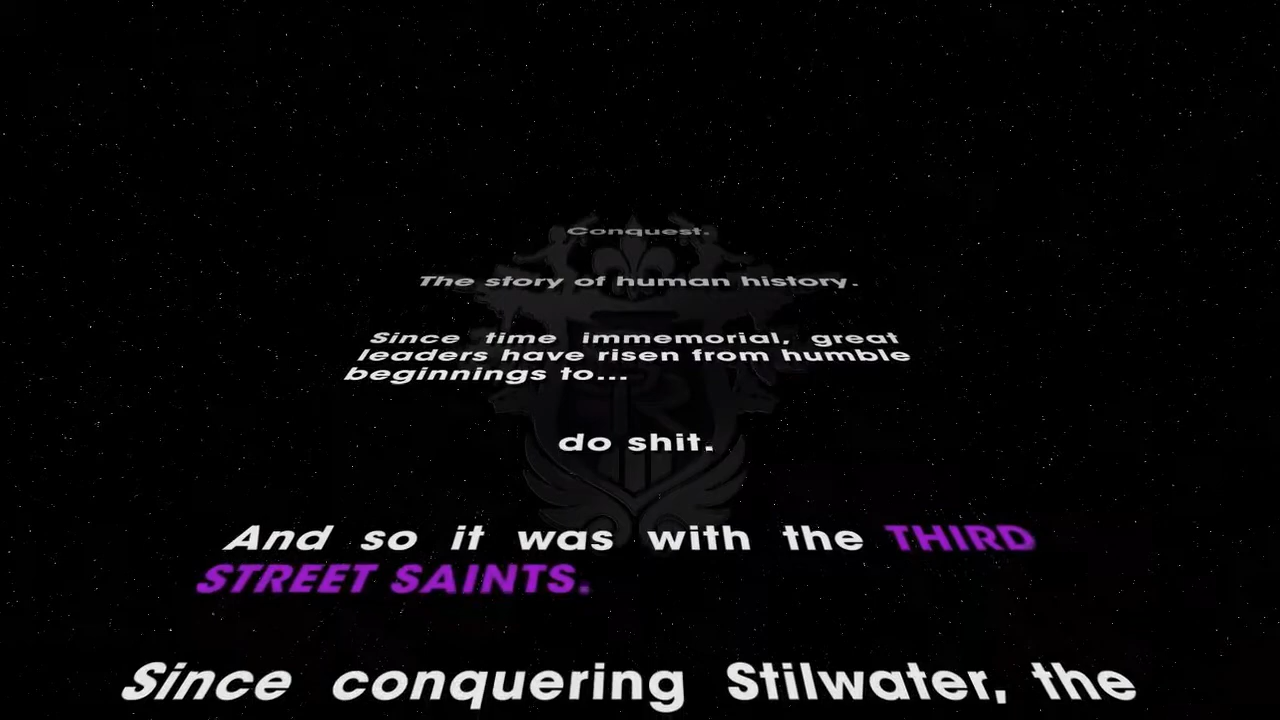 Conquest.
The story of human history.
Since time immemorial, great
leaders have risen from humble
beginnings to...
do shit.
And so it was with the THIRD
STREET SAINTS.
Since conquering Stilwater, the